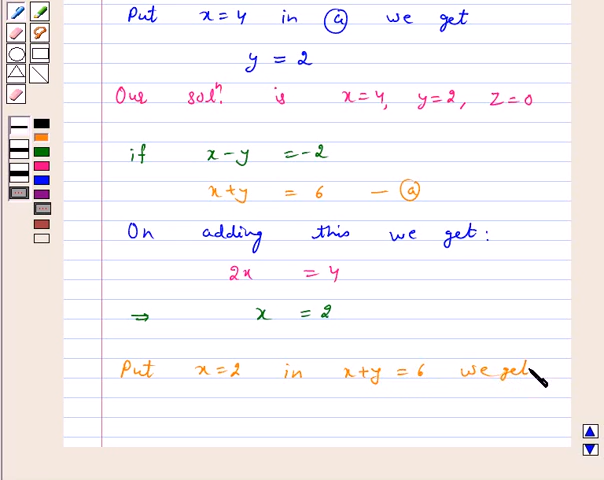 Put x=4 in ⓐ we get
y = 2
Our solⁿ. is x=4, y=2, z=0
if x-y = -2
x+y = 6 — ⓐ
On adding this we get:
2x = 4
⇒ x = 2
Put x=2 in x+y = 6 we get